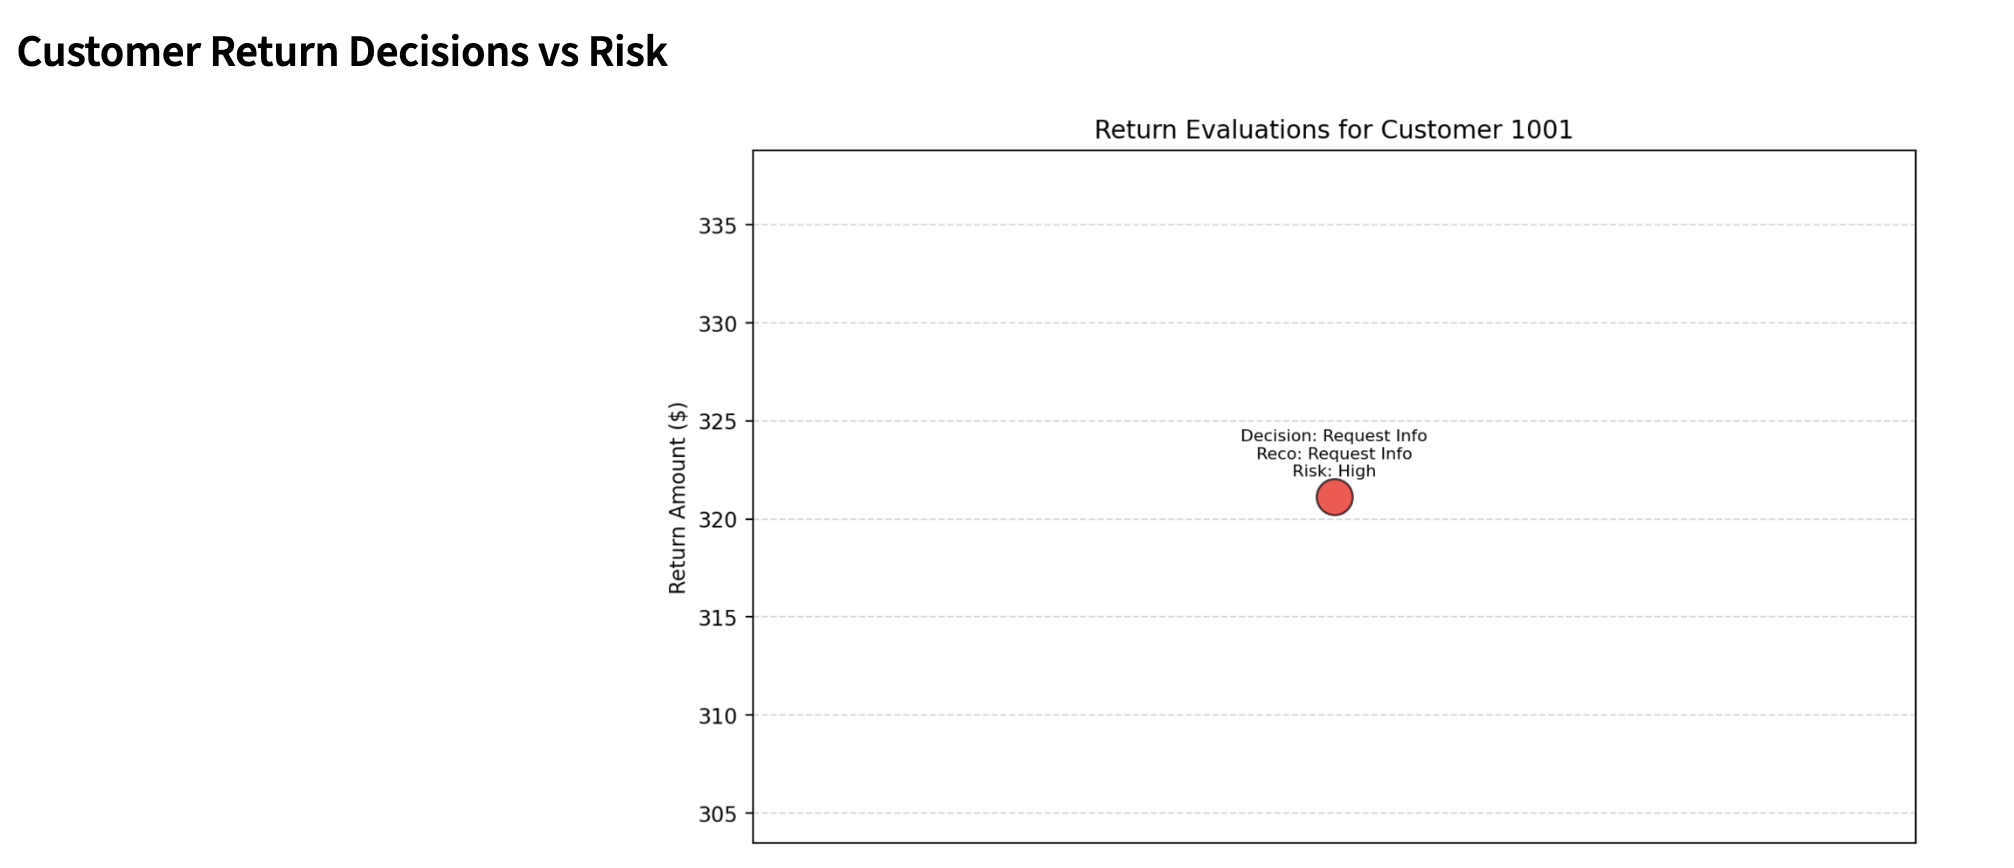 Customer Return Decisions vs Risk
Return Evaluations for Customer 1001
335
330
325
320
315
310
305
Return Amount ($)
Decision: Request Info
Reco: Request Info
Risk: High